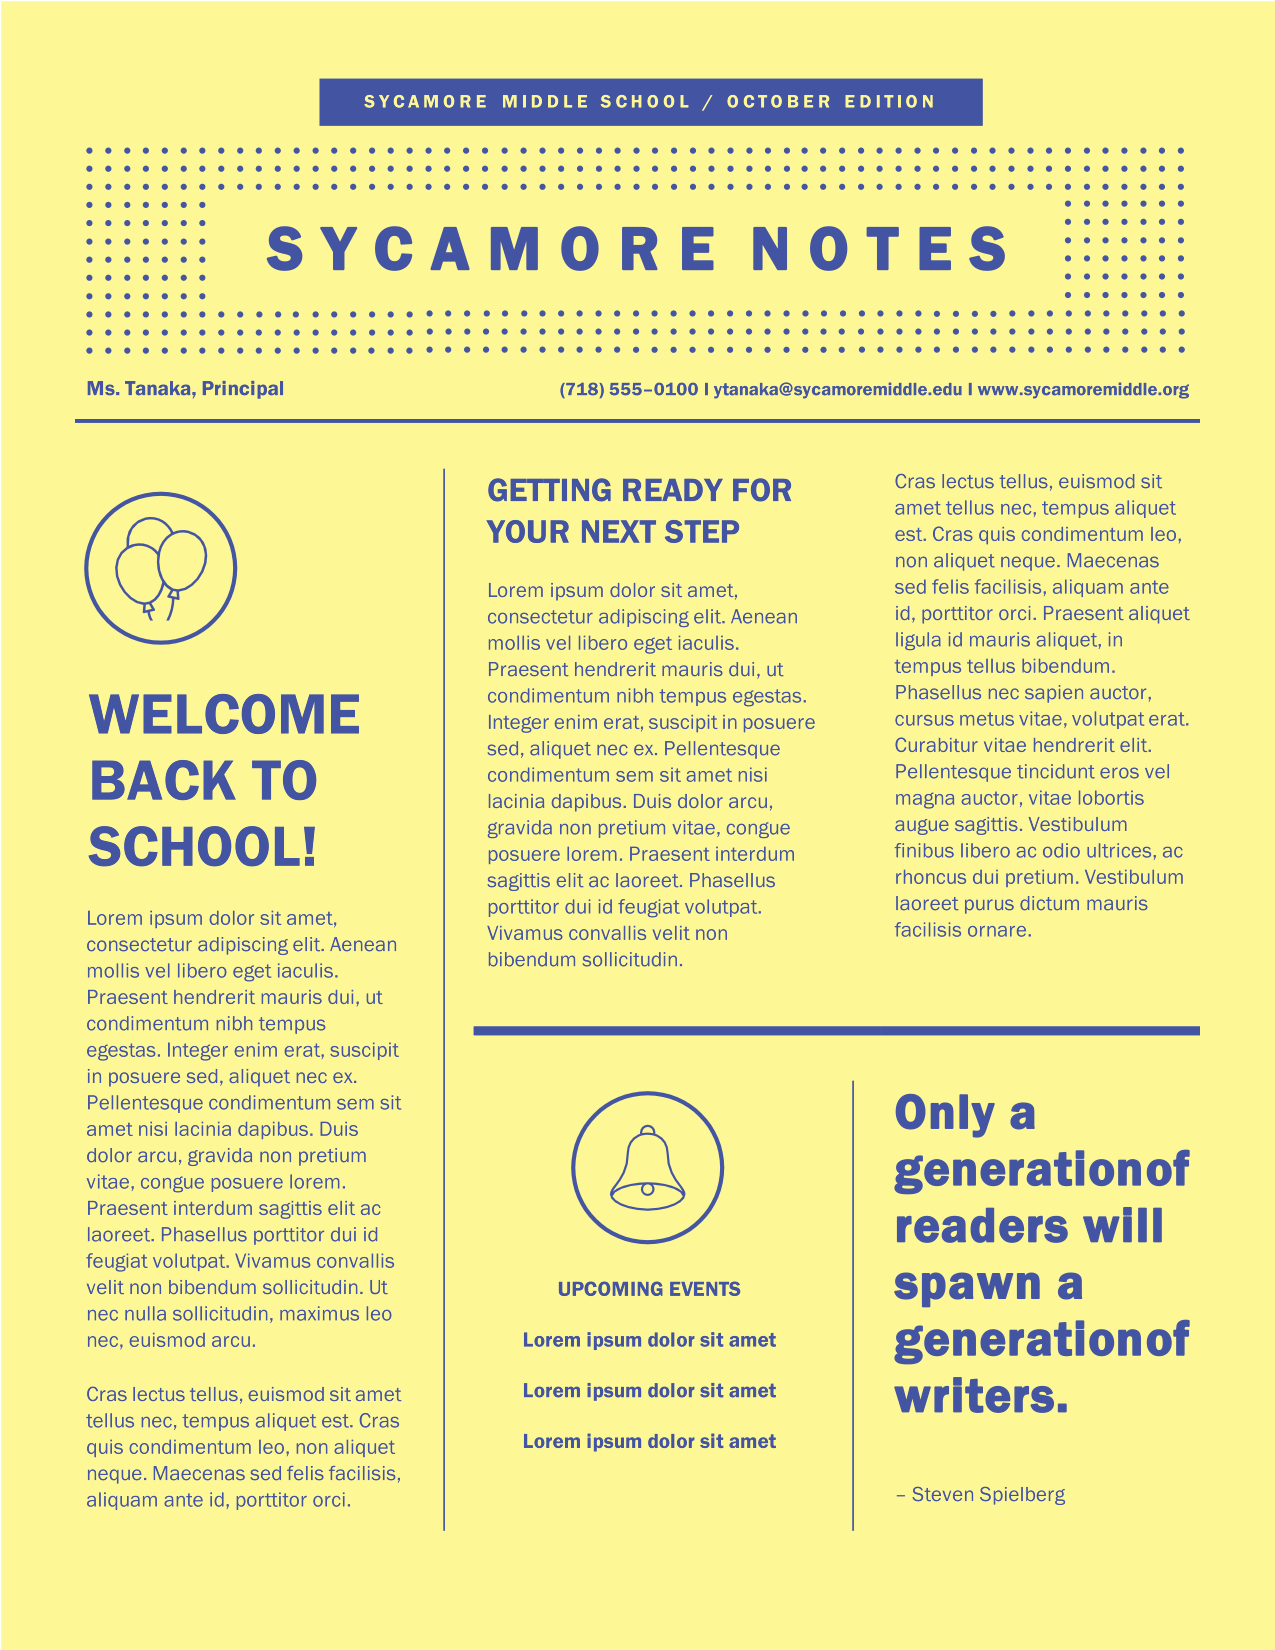 SYCAMORE MIDDLE SCHOOL / OCTOBER EDITION
SYCAMORE NOTES
Ms. Tanaka, Principal
(718) 555–0100 I ytanaka@sycamoremiddle.edu I www.sycamoremiddle.org
WELCOME
BACK TO
SCHOOL!
Lorem ipsum dolor sit amet,
consectetur adipiscing elit. Aenean
mollis vel libero eget iaculis.
Praesent hendrerit mauris dui, ut
condimentum nibh tempus
egestas. Integer enim erat, suscipit
in posuere sed, aliquet nec ex.
Pellentesque condimentum sem sit
amet nisi lacinia dapibus. Duis
dolor arcu, gravida non pretium
vitae, congue posuere lorem.
Praesent interdum sagittis elit ac
laoreet. Phasellus porttitor dui id
feugiat volutpat. Vivamus convallis
velit non bibendum sollicitudin. Ut
nec nulla sollicitudin, maximus leo
nec, euismod arcu.
Cras lectus tellus, euismod sit amet
tellus nec, tempus aliquet est. Cras
quis condimentum leo, non aliquet
neque. Maecenas sed felis facilisis,
aliquam ante id, porttitor orci.
GETTING READY FOR
YOUR NEXT STEP
Lorem ipsum dolor sit amet,
consectetur adipiscing elit. Aenean
mollis vel libero eget iaculis.
Praesent hendrerit mauris dui, ut
condimentum nibh tempus egestas.
Integer enim erat, suscipit in posuere
sed, aliquet nec ex. Pellentesque
condimentum sem sit amet nisi
lacinia dapibus. Duis dolor arcu,
gravida non pretium vitae, congue
posuere lorem. Praesent interdum
sagittis elit ac laoreet. Phasellus
porttitor dui id feugiat volutpat.
Vivamus convallis velit non
bibendum sollicitudin.
Cras lectus tellus, euismod sit
amet tellus nec, tempus aliquet
est. Cras quis condimentum leo,
non aliquet neque. Maecenas
sed felis facilisis, aliquam ante
id, porttitor orci. Praesent aliquet
ligula id mauris aliquet, in
tempus tellus bibendum.
Phasellus nec sapien auctor,
cursus metus vitae, volutpat erat.
Curabitur vitae hendrerit elit.
Pellentesque tincidunt eros vel
magna auctor, vitae lobortis
augue sagittis. Vestibulum
finibus libero ac odio ultrices, ac
rhoncus dui pretium. Vestibulum
laoreet purus dictum mauris
facilisis ornare.
UPCOMING EVENTS
Lorem ipsum dolor sit amet
Lorem ipsum dolor sit amet
Lorem ipsum dolor sit amet
Only a
generationof
readers will
spawn a
generationof
writers.
– Steven Spielberg